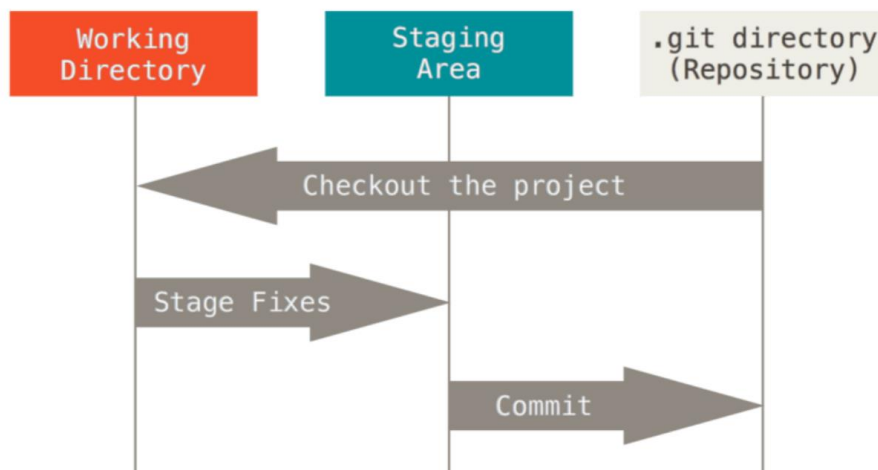 Working
Directory
Staging
Area
.git directory
(Repository)
Checkout the project
Stage Fixes
Commit